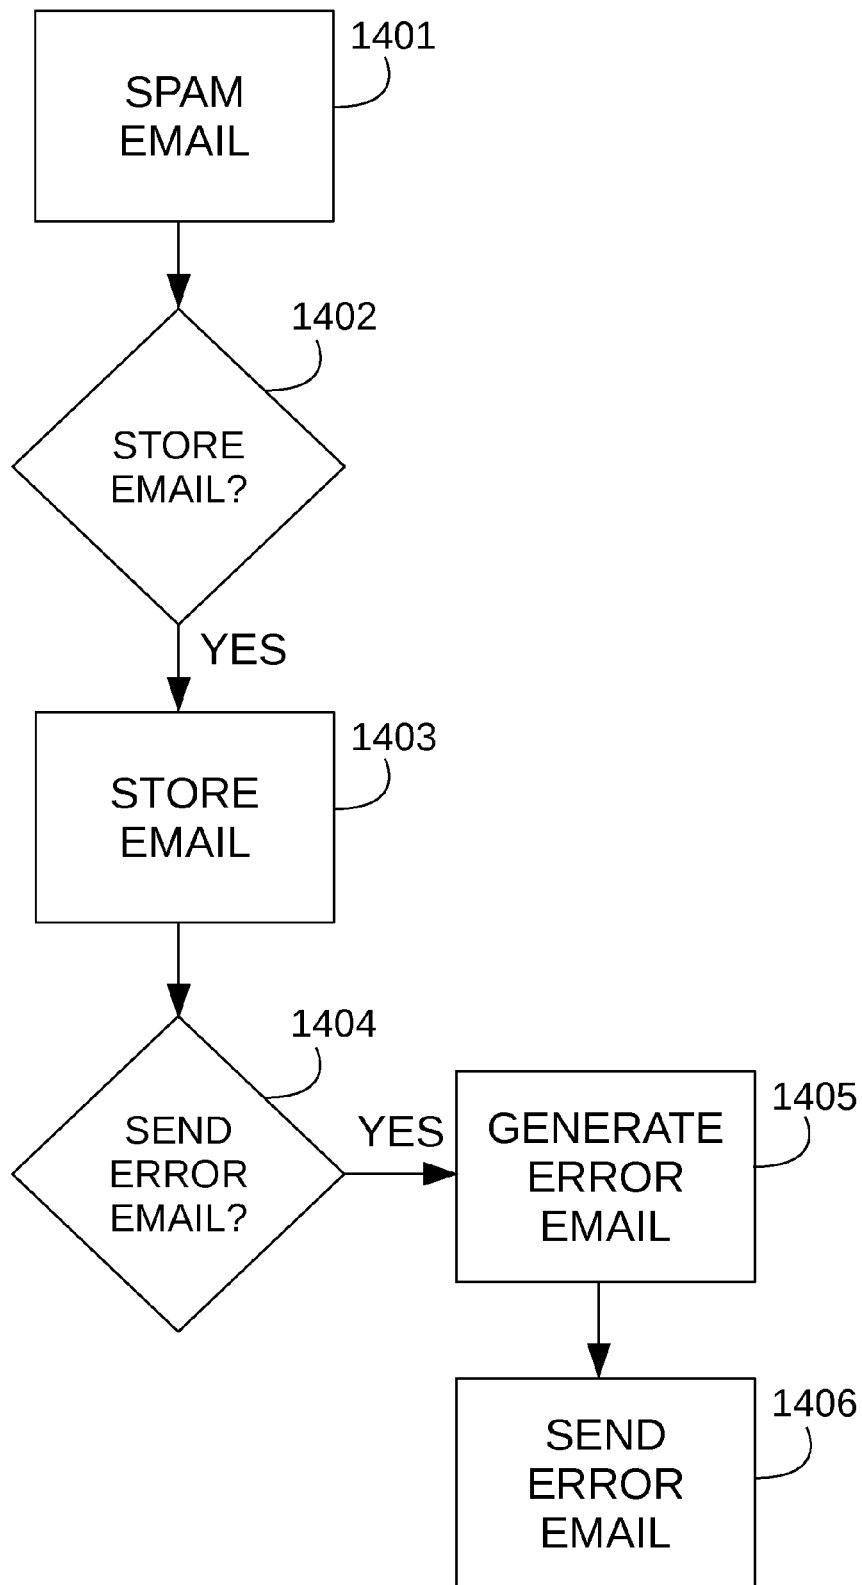 1401
SPAM
EMAIL
1402
STORE
EMAIL?
YES
1403
STORE
EMAIL
1404
SEND
ERROR
EMAIL?
YES
1405
GENERATE
ERROR
EMAIL
1406
SEND
ERROR
EMAIL